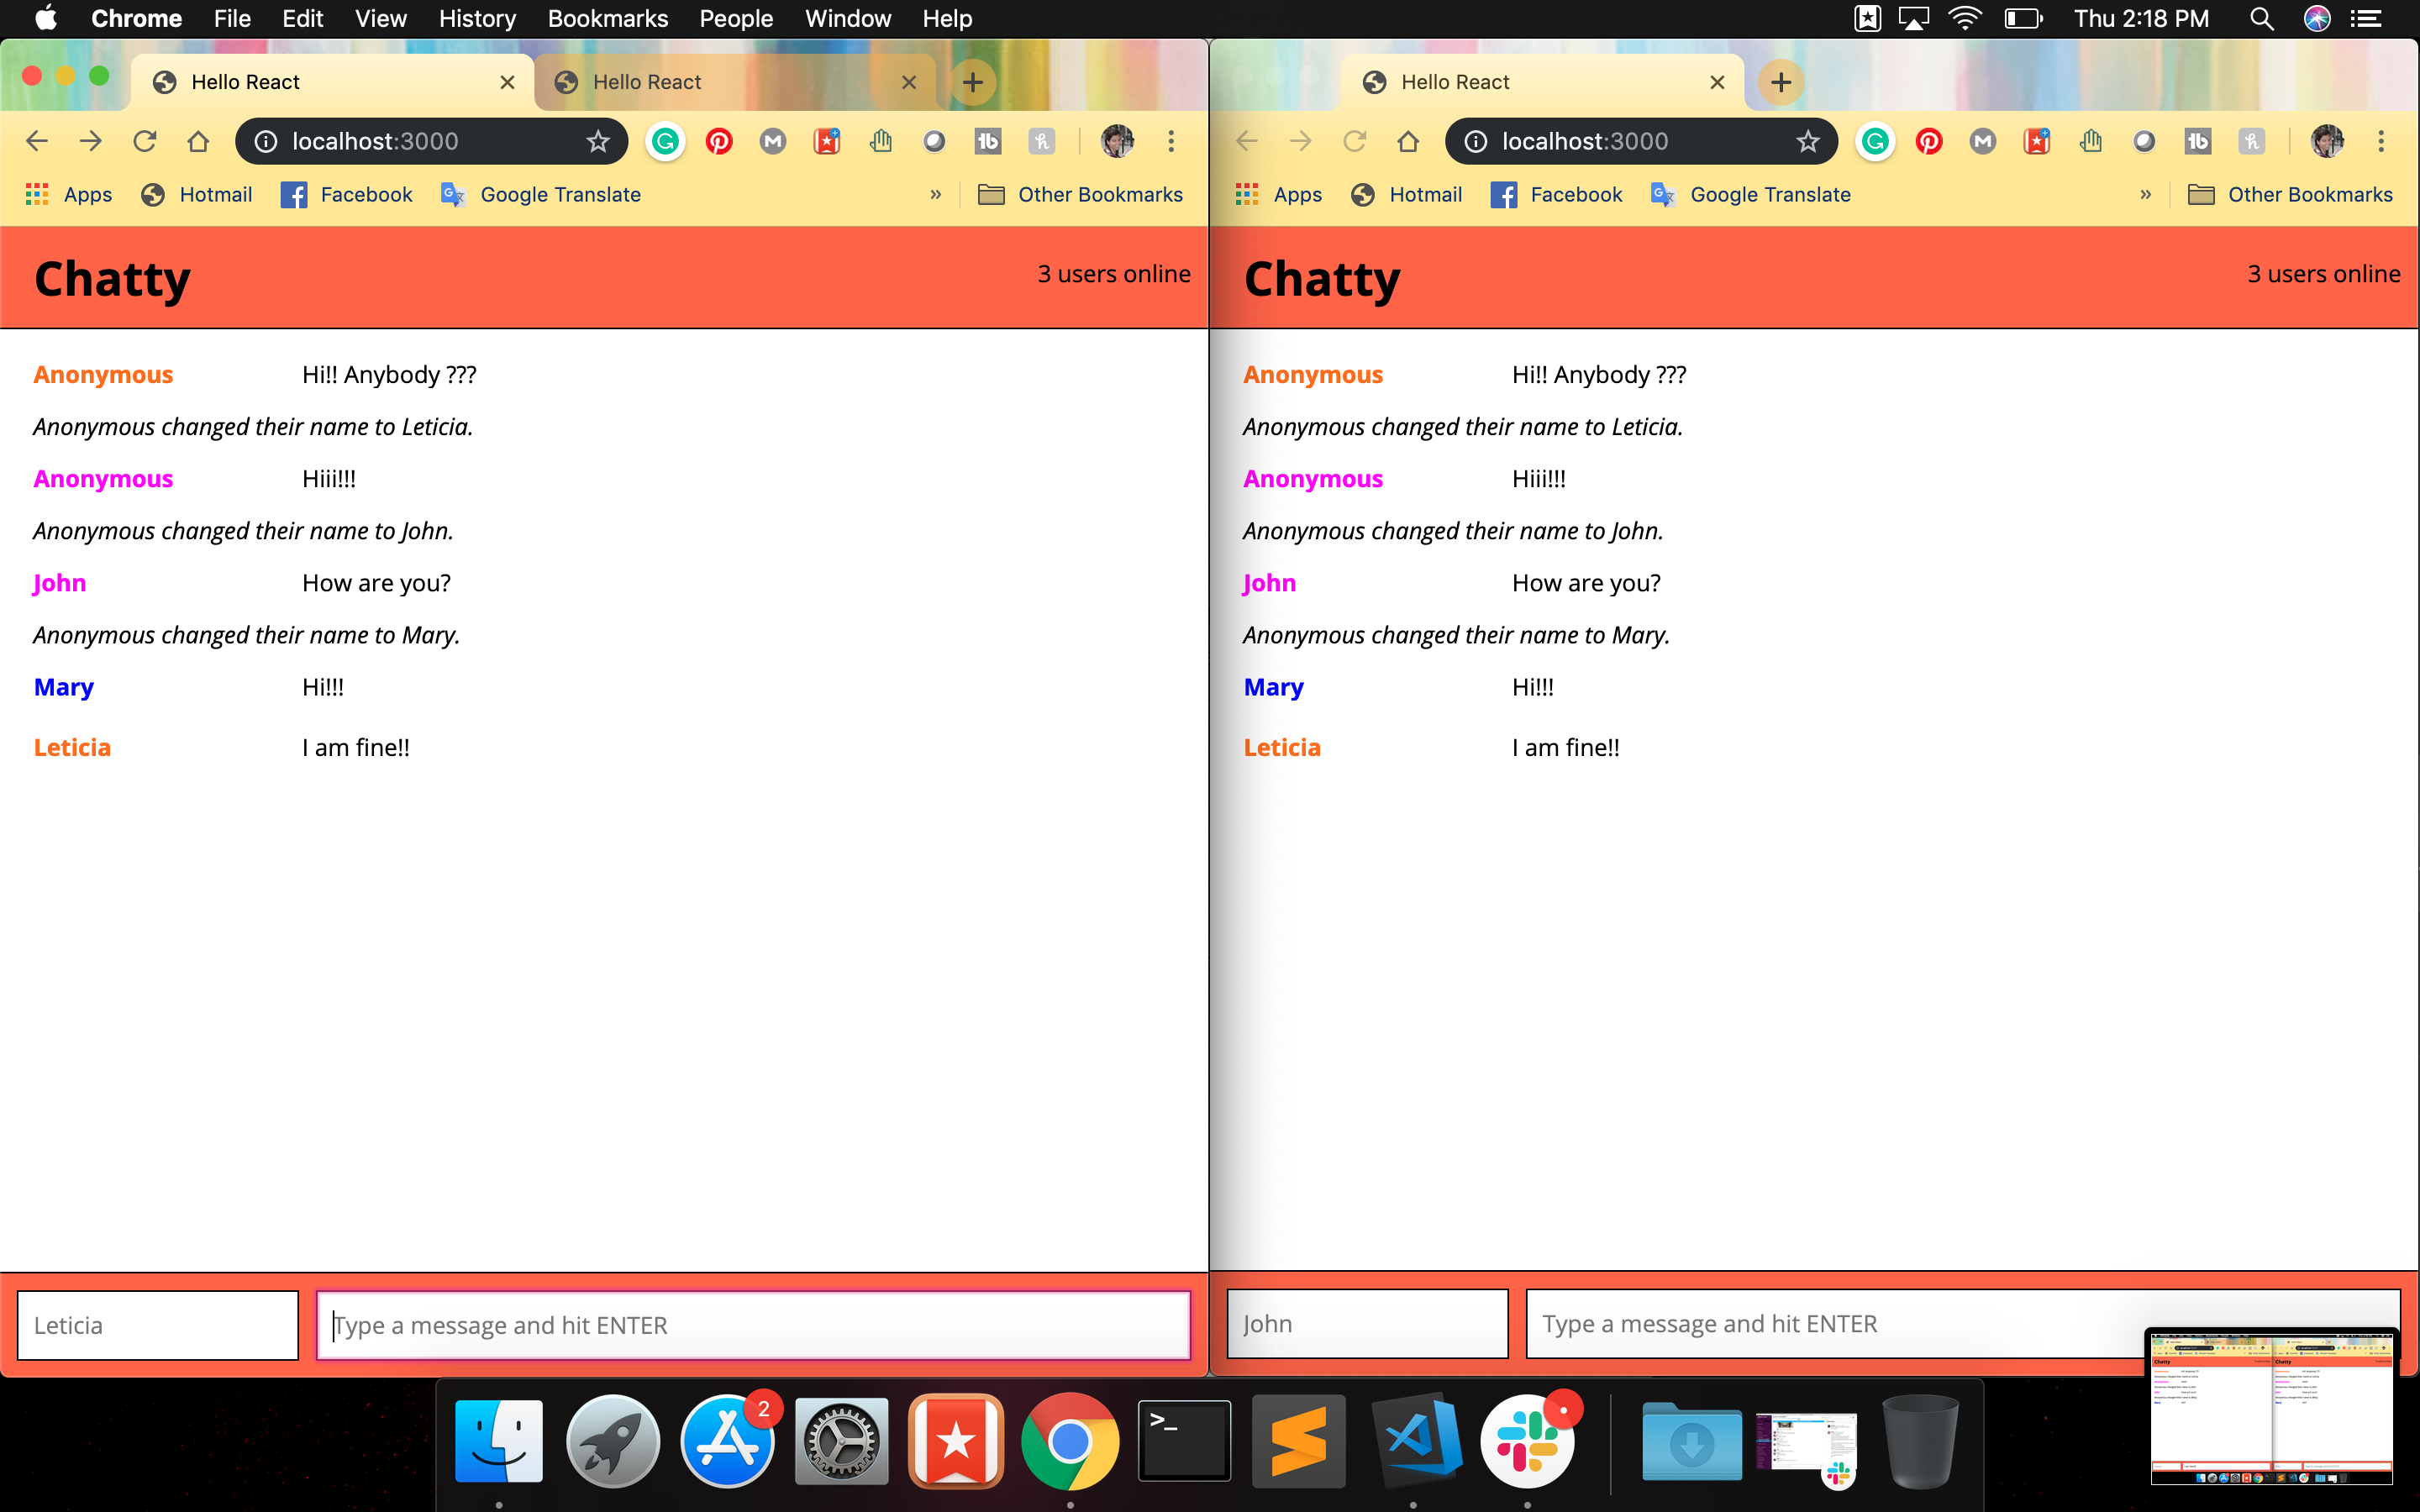 Chrome File Edit View History Bookmarks People Window Help Thu 2:18 PM
Hello React
Hello React
localhost:3000
Apps Hotmail Facebook Google Translate » Other Bookmarks
Chatty 3 users online
Anonymous Hi!! Anybody ???
Anonymous changed their name to Leticia.
Anonymous Hiii!!!
Anonymous changed their name to John.
John How are you?
Anonymous changed their name to Mary.
Mary Hi!!!
Leticia I am fine!!
Leticia Type a message and hit ENTER
Hello React
localhost:3000
Apps Hotmail Facebook Google Translate » Other Bookmarks
Chatty 3 users online
Anonymous Hi!! Anybody ???
Anonymous changed their name to Leticia.
Anonymous Hiii!!!
Anonymous changed their name to John.
John How are you?
Anonymous changed their name to Mary.
Mary Hi!!!
Leticia I am fine!!
John Type a message and hit ENTER
2